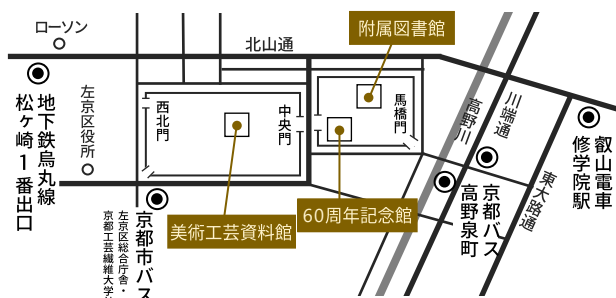 ローソン
北山通
附属図書館
地下鉄烏丸線
松ヶ崎1番出口
左京区役所
西北門
中央門
馬橋門
高野川
川端通
叡山電車
修学院駅
東大路通
京都バス
高野泉町
60周年記念館
美術工芸資料館
京都市バス
左京区総合庁舎・
京都工芸繊維大学